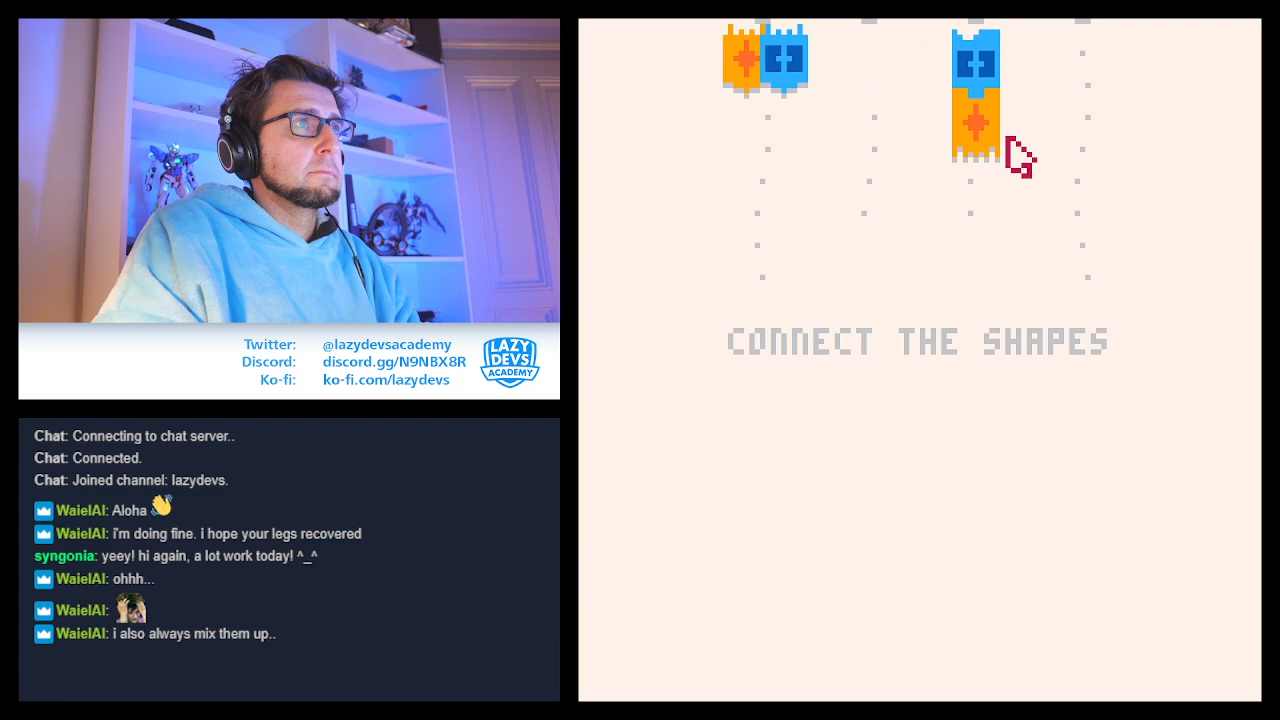 Twitter: @lazydevsacademy
Discord: discord.gg/N9NBX8R
Ko-fi: ko-fi.com/lazydevs
LAZY
DEVS
ACADEMY
Chat: Connecting to chat server..
Chat: Connected.
Chat: Joined channel: lazydevs.
WaielAl: Aloha
WaielAl: i'm doing fine. i hope your legs recovered
syngonia: yeey! hi again, a lot work today! ^_^
WaielAl: ohhh...
WaielAl:
WaielAl: i also always mix them up..
CONNECT THE SHAPES